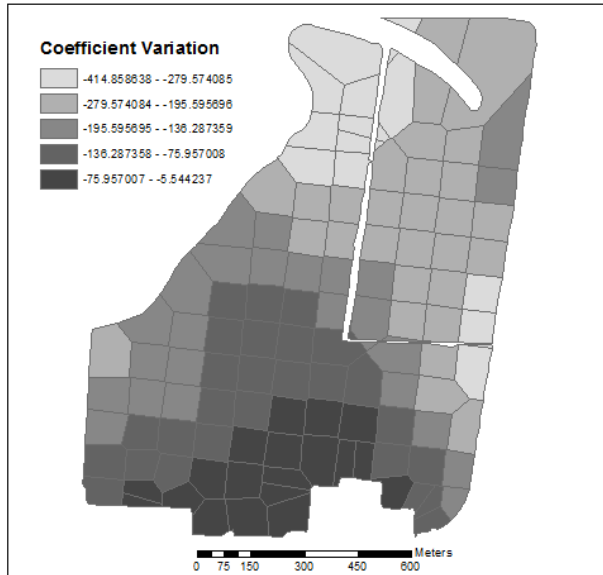 Coefficient Variation
-414.858638 - -279.574085
-279.574084 - -195.595696
-195.595695 - -136.287359
-136.287358 - -75.957008
-75.957007 - -5.544237
Meters
0 75 150 300 450 600